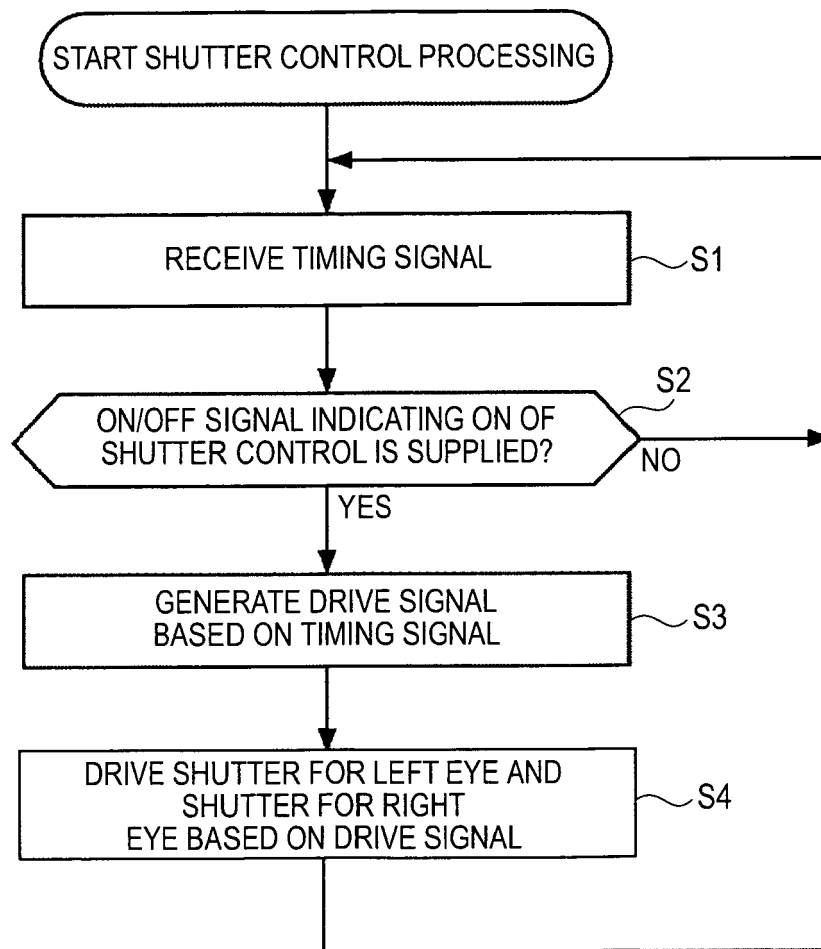 START SHUTTER CONTROL PROCESSING
RECEIVE TIMING SIGNAL
S1
S2
ON/OFF SIGNAL INDICATING ON OF
SHUTTER CONTROL IS SUPPLIED?
NO
YES
GENERATE DRIVE SIGNAL
BASED ON TIMING SIGNAL
S3
DRIVE SHUTTER FOR LEFT EYE AND
SHUTTER FOR RIGHT
EYE BASED ON DRIVE SIGNAL
S4